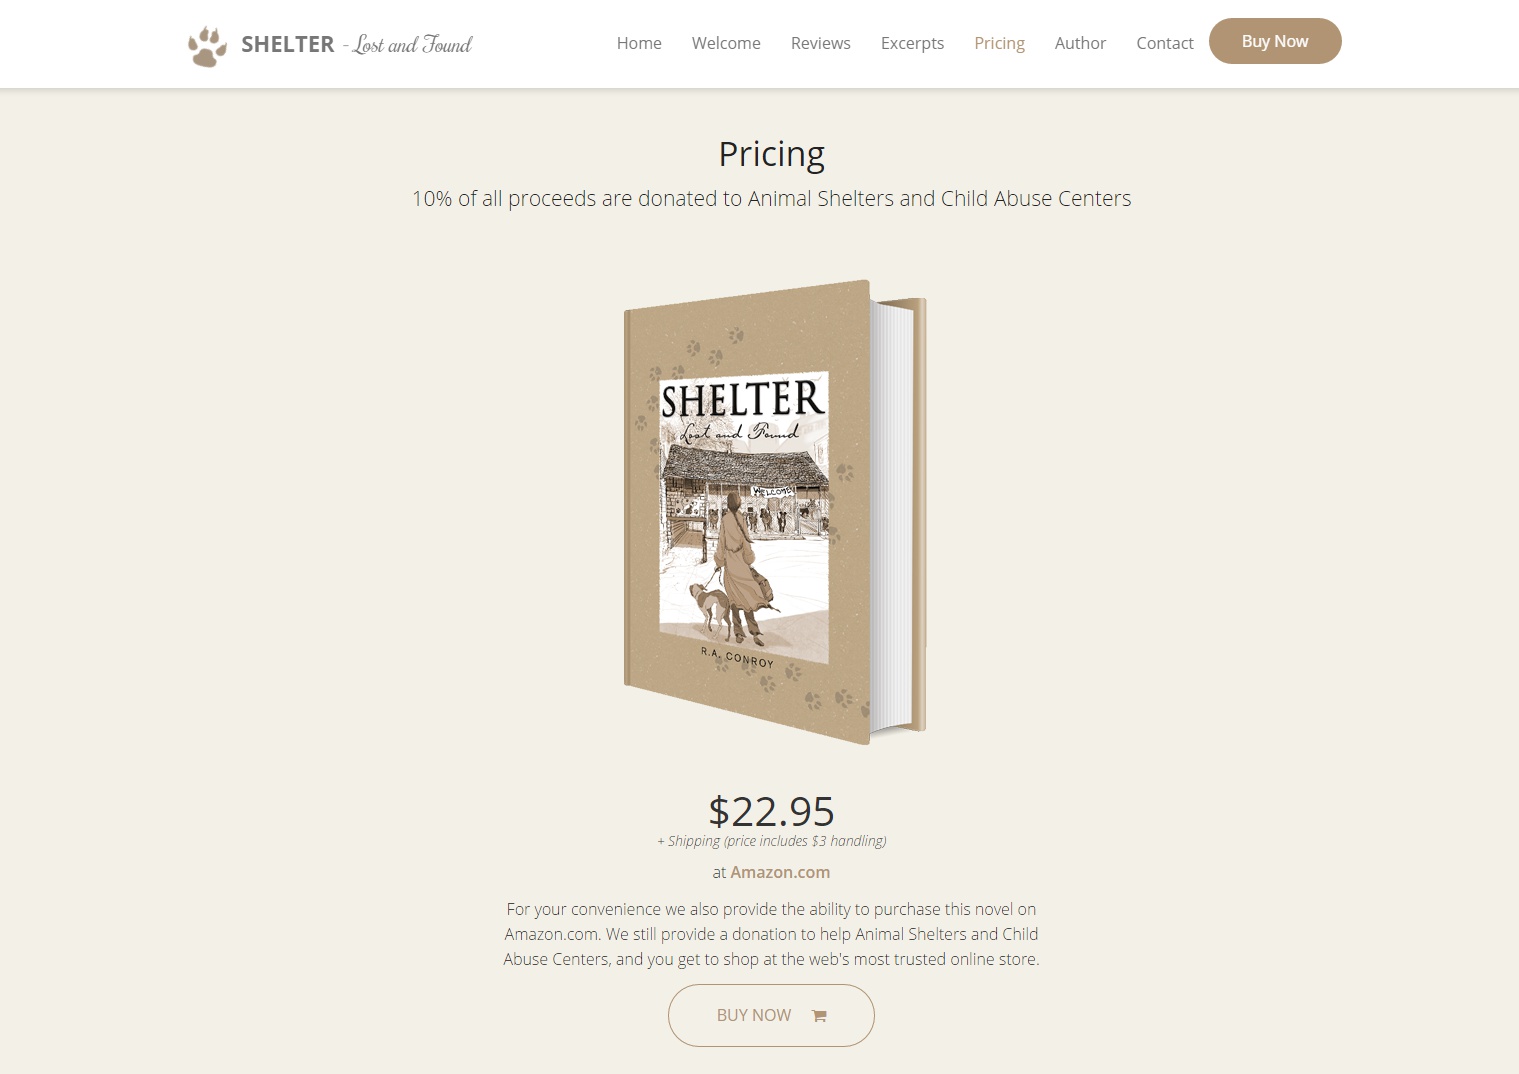 SHELTER - Lost and Found
Home Welcome Reviews Excerpts Pricing Author Contact Buy Now
Pricing
10% of all proceeds are donated to Animal Shelters and Child Abuse Centers
SHELTER
Lost and Found
WELCOME
R.A. CONROY
$22.95
+ Shipping (price includes $3 handling)
at Amazon.com
For your convenience we also provide the ability to purchase this novel on
Amazon.com. We still provide a donation to help Animal Shelters and Child
Abuse Centers, and you get to shop at the web's most trusted online store.
BUY NOW